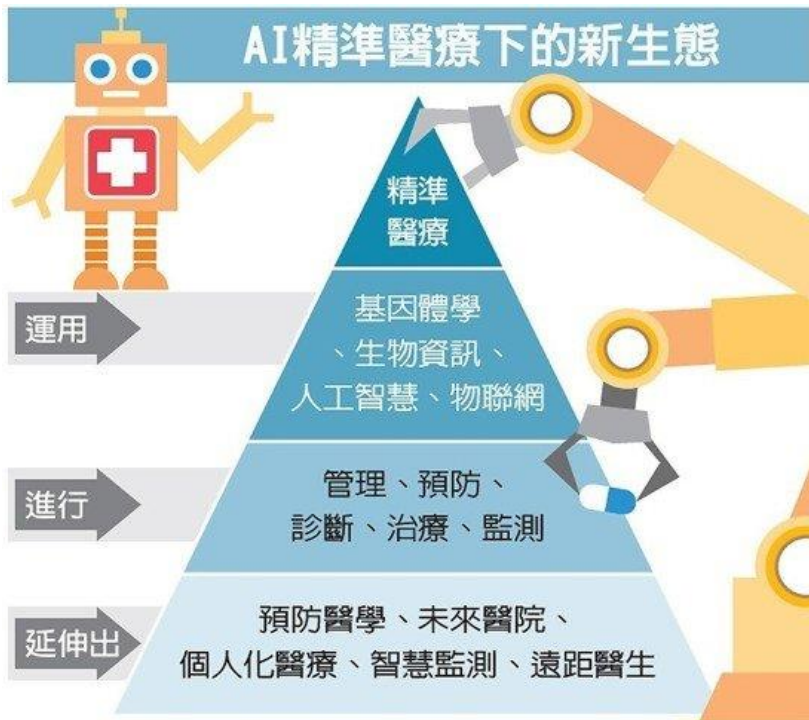 AI精準醫療下的新生態
精準
醫療
運用
基因體學
、生物資訊、
人工智慧、物聯網
進行
管理、預防、
診斷、治療、監測
延伸出
預防醫學、未來醫院、
個人化醫療、智慧監測、遠距醫生